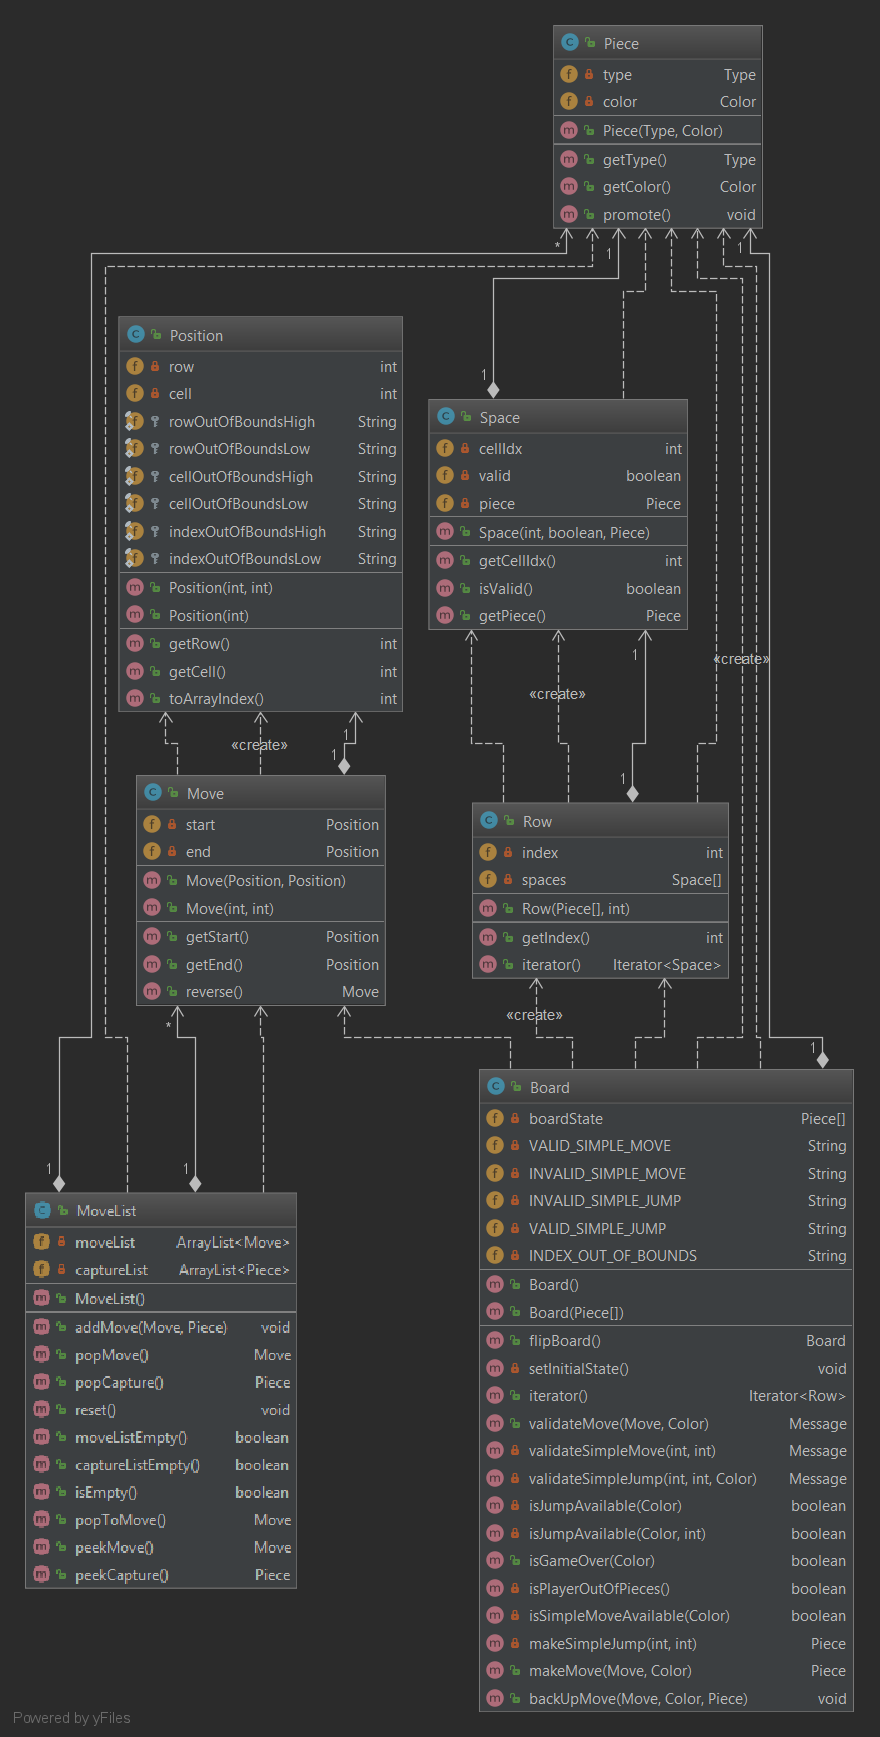 Piece
type Type
color Color
Piece(Type, Color)
getType() Type
getColor() Color
promote() void
* 1 1
Position
row int
cell int
rowOutOfBoundsHigh String
rowOutOfBoundsLow String
cellOutOfBoundsHigh String
cellOutOfBoundsLow String
indexOutOfBoundsHigh String
indexOutOfBoundsLow String
Position(int, int)
Position(int)
getRow() int
getCell() int
toArrayIndex() int
1
Space
cellIdx int
valid boolean
piece Piece
Space(int, boolean, Piece)
getCellIdx() int
isValid() boolean
getPiece() Piece
1
«create»
«create»
1
«create»
1
1
Move
start Position
end Position
Move(Position, Position)
Move(int, int)
getStart() Position
getEnd() Position
reverse() Move
Row
index int
spaces Space[]
Row(Piece[], int)
getIndex() int
iterator() Iterator<Space>
*
«create»
1
1
1
MoveList
moveList ArrayList<Move>
captureList ArrayList<Piece>
MoveList()
addMove(Move, Piece) void
popMove() Move
popCapture() Piece
reset() void
moveListEmpty() boolean
captureListEmpty() boolean
isEmpty() boolean
popToMove() Move
peekMove() Move
peekCapture() Piece
Board
boardState Piece[]
VALID_SIMPLE_MOVE String
INVALID_SIMPLE_MOVE String
INVALID_SIMPLE_JUMP String
VALID_SIMPLE_JUMP String
INDEX_OUT_OF_BOUNDS String
Board()
Board(Piece[])
flipBoard() Board
setInitialState() void
iterator() Iterator<Row>
validateMove(Move, Color) Message
validateSimpleMove(int, int) Message
validateSimpleJump(int, int, Color) Message
isJumpAvailable(Color) boolean
isJumpAvailable(Color, int) boolean
isGameOver(Color) boolean
isPlayerOutOfPieces() boolean
isSimpleMoveAvailable(Color) boolean
makeSimpleJump(int, int) Piece
makeMove(Move, Color) Piece
backUpMove(Move, Color, Piece) void
Powered by yFiles